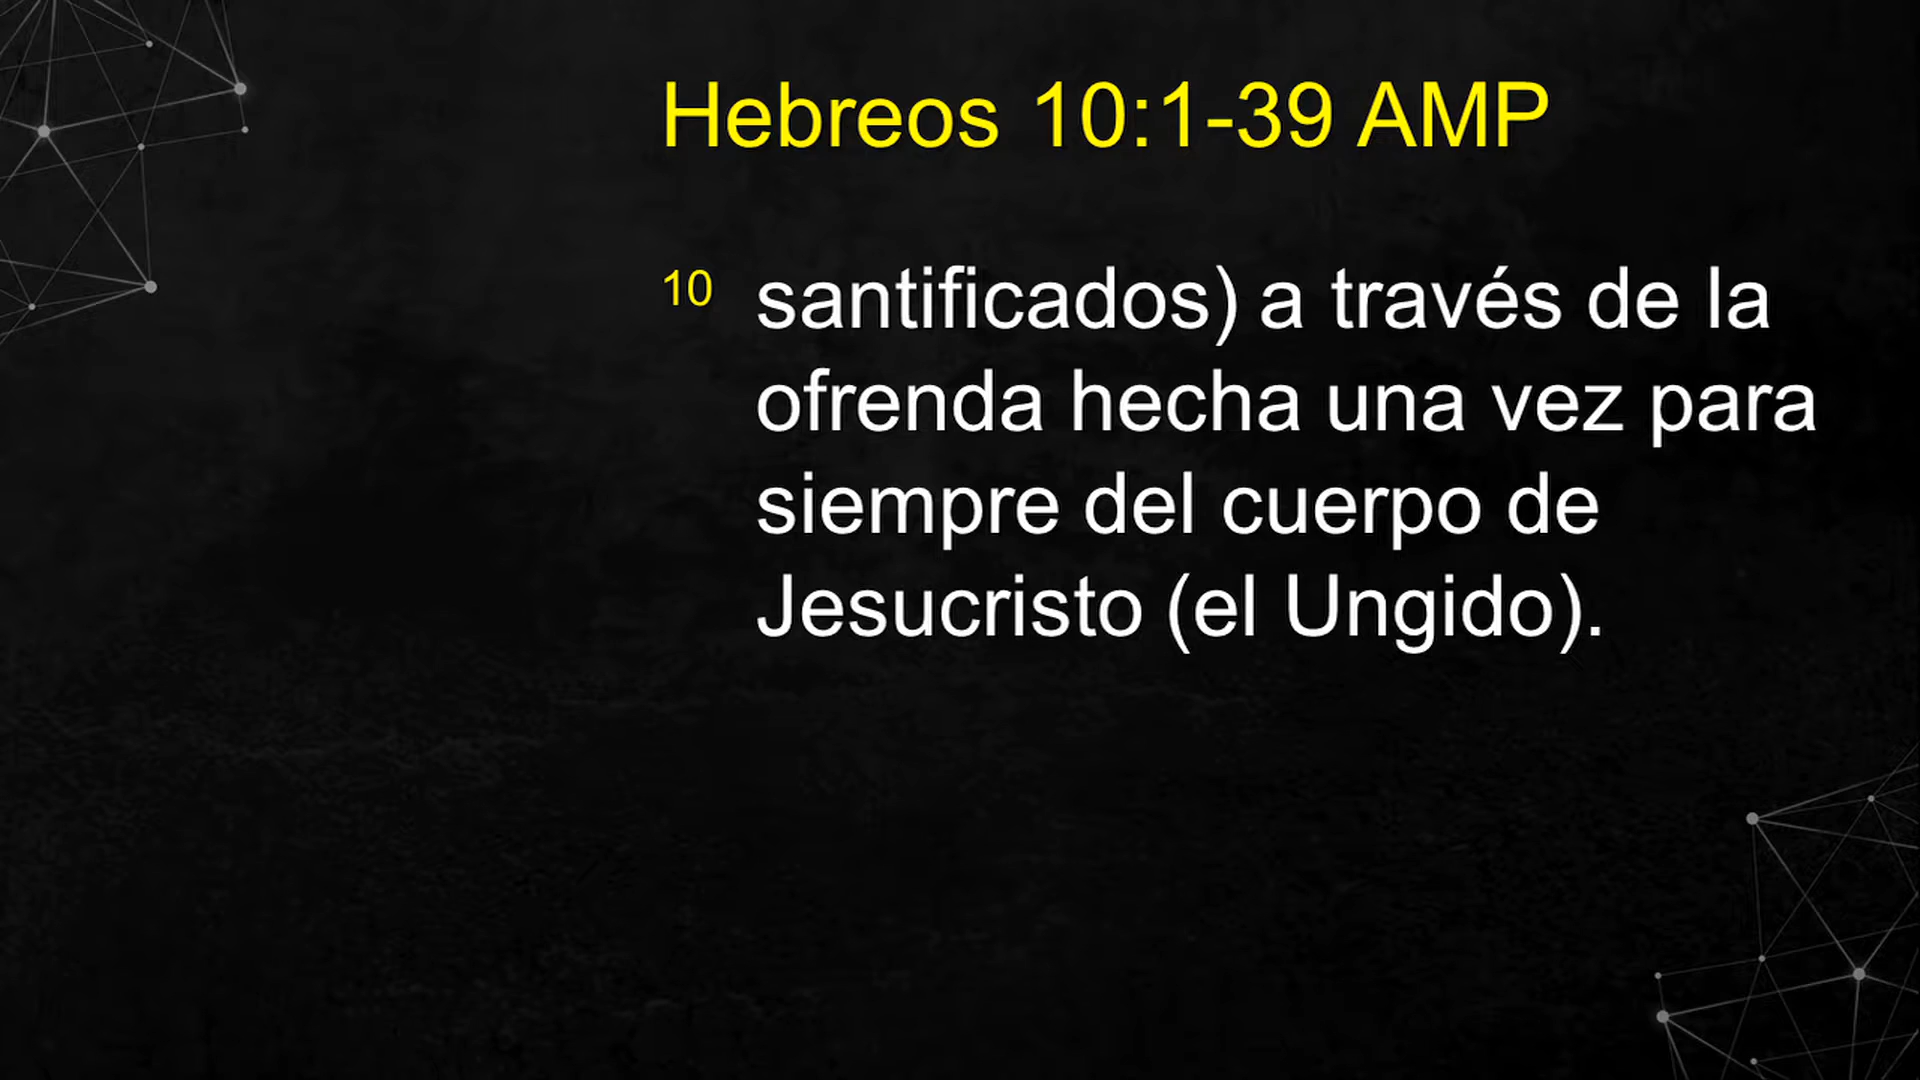 Hebreos 10:1-39 AMP
10 santificados) a través de la
ofrenda hecha una vez para
siempre del cuerpo de
Jesucristo (el Ungido).